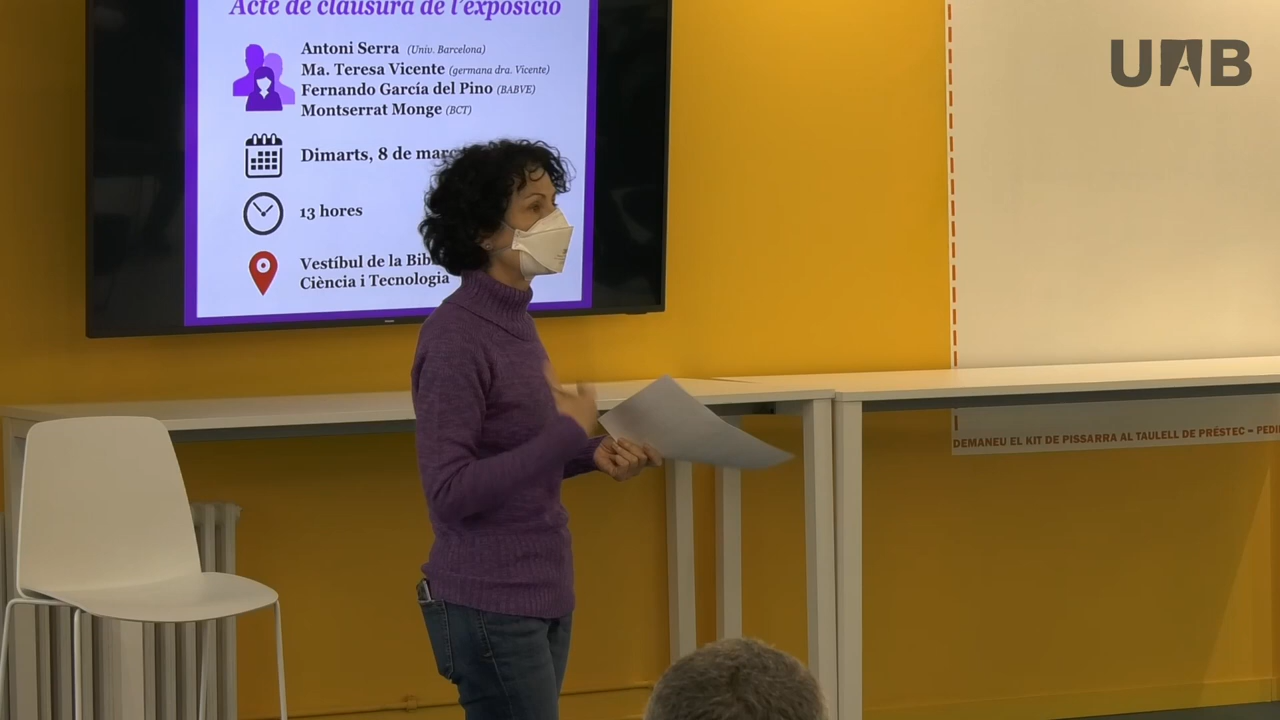 Acte de clausura de l'exposició
Antoni Serra (Univ. Barcelona)
Ma. Teresa Vicente (germana dra. Vicente)
Fernando García del Pino (BABVE)
Montserrat Monge (BCT)
Dimarts, 8 de març
13 hores
Vestíbul de la Bib
Ciència i Tecnologia
UAB
DEMANEU EL KIT DE PISSARRA AL TAULELL DE PRÉSTEC – PEDI